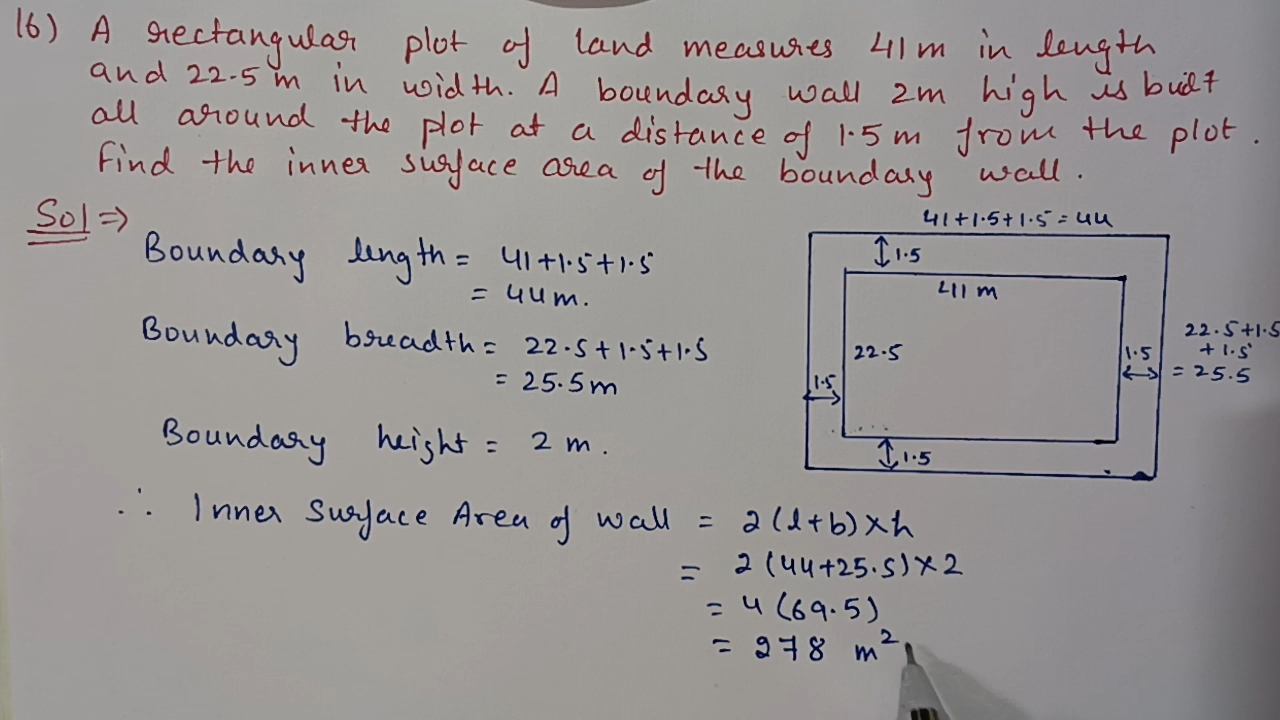 16) A rectangular plot of land measures 41 m in length
and 22.5 m in width. A boundary wall 2m high is built
all around the plot at a distance of 1.5 m from the plot.
Find the inner surface area of the boundary wall.
Sol ⇒
41+1.5+1.5 = 44
Boundary length = 41+1.5+1.5
= 44m.
↕1.5
41 m
Boundary breadth = 22.5+1.5+1.5
= 25.5m
22.5
1.5
1.5
22.5+1.5
+1.5
= 25.5
Boundary height = 2 m.
↕1.5
∴ Inner Surface Area of wall = 2(l+b)×h
= 2(44+25.5)×2
= 4(69.5)
= 278 m²